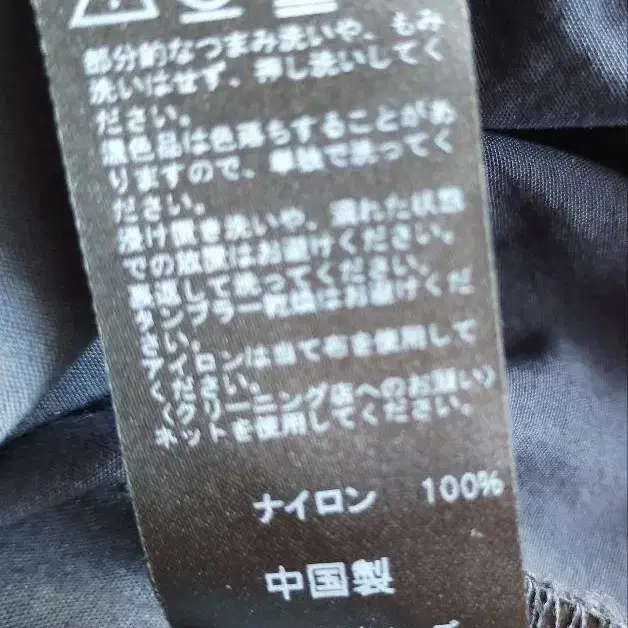 部分的なつまみ洗いや、もみ
洗いはせず、押し洗いしてく
ださい。
濃色品は色落ちすることがあ
りますので、単独で洗ってく
ださい。
浸け置き洗いや、濡れた状態
での放置はお避けください。
裏返して洗ってください。
タンブラー乾燥はお避けくだ
さい。
アイロンは当て布を使用して
ください。
〈クリーニング店へのお願い〉
ネットを使用してください。
ナイロン 100%
中国製